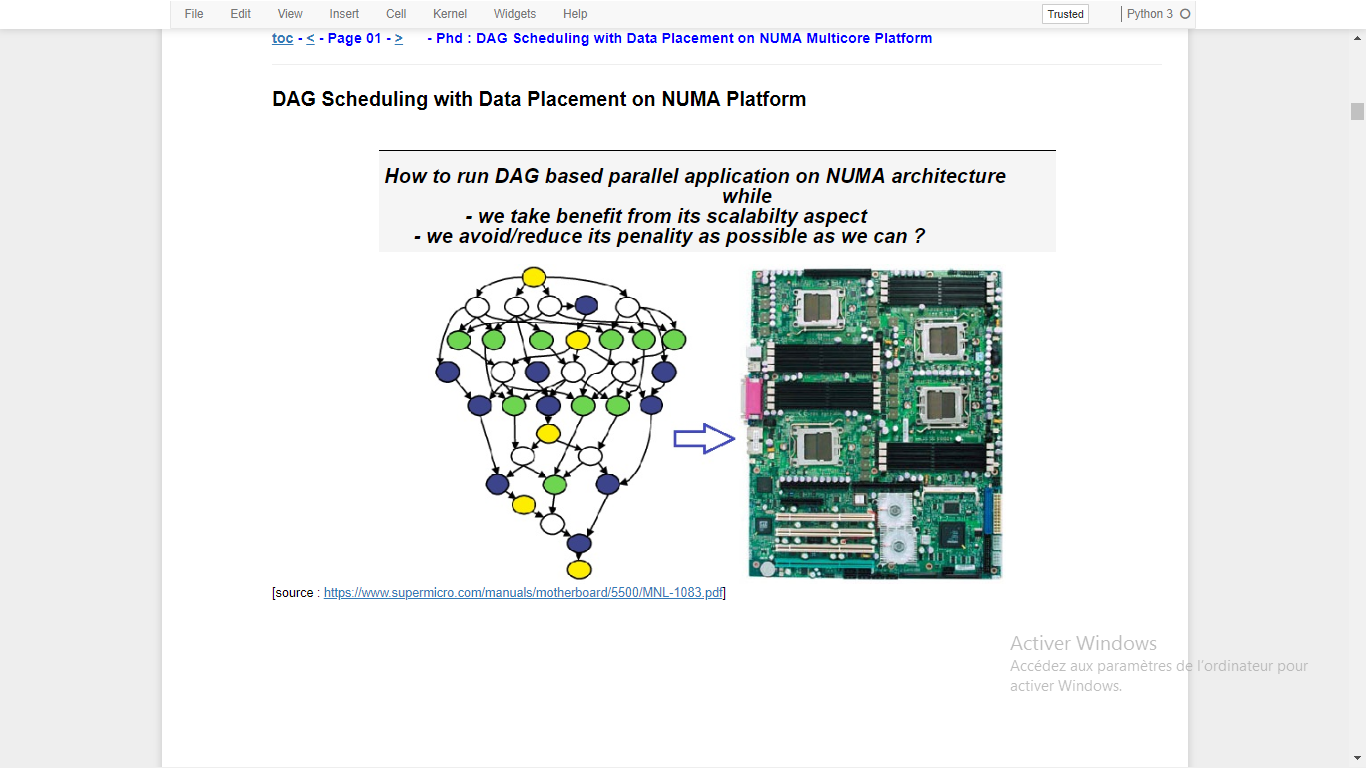 File Edit View Insert Cell Kernel Widgets Help Trusted Python 3
toc - < - Page 01 - > - Phd : DAG Scheduling with Data Placement on NUMA Multicore Platform
DAG Scheduling with Data Placement on NUMA Platform
How to run DAG based parallel application on NUMA architecture
while
- we take benefit from its scalabilty aspect
- we avoid/reduce its penality as possible as we can ?
[source : https://www.supermicro.com/manuals/motherboard/5500/MNL-1083.pdf]
Activer Windows
Accédez aux paramètres de l'ordinateur pour
activer Windows.